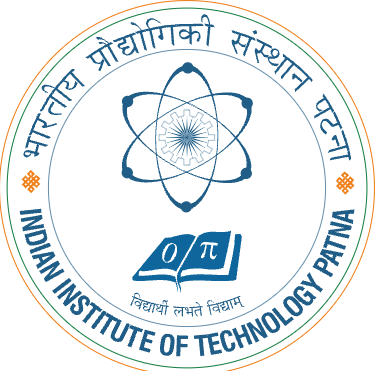 भारतीय प्रौद्योगिकी संस्थान पटना
0 π
विद्यार्थी लभते विद्याम्
INDIAN INSTITUTE OF TECHNOLOGY PATNA